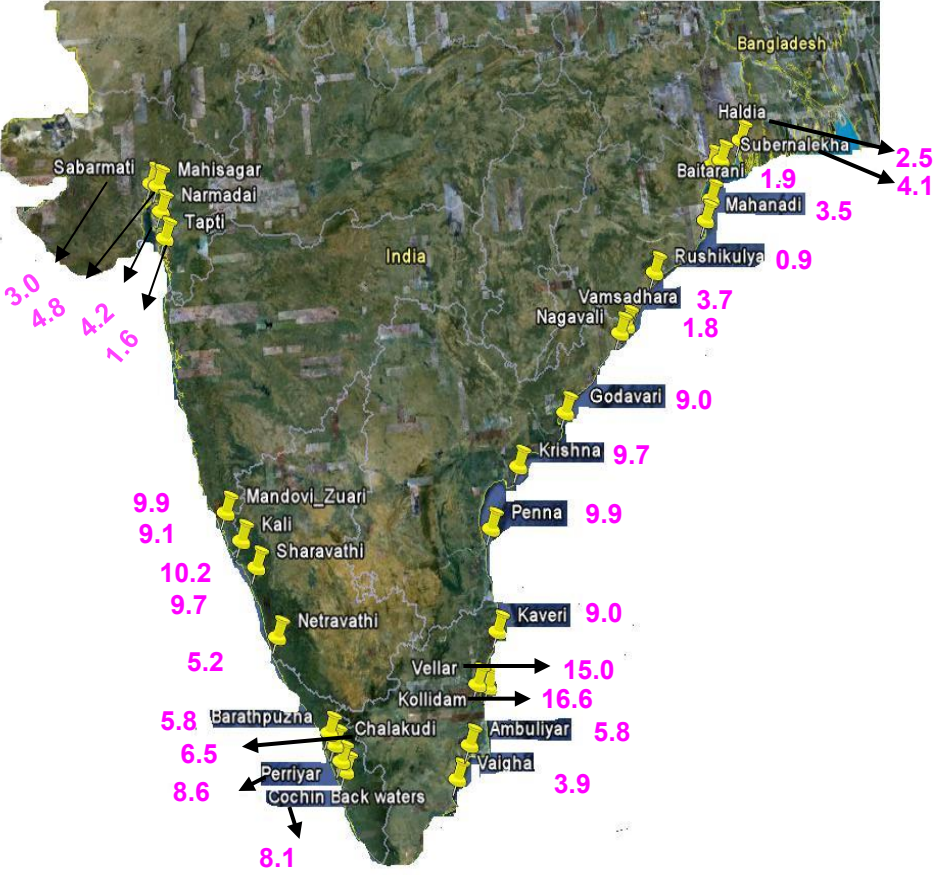 Bangladesh
Haldia
Subernalekha
2.5
Baitarani
1.9
4.1
Sabarmati
Mahisagar
Narmadai
Mahanadi
3.5
Tapti
India
Rushikulya
0.9
3.0
4.8
4.2
1.6
Vamsadhara
3.7
Nagavali
1.8
Godavari
9.0
Krishna
9.7
9.9
Mandovi_Zuari
Penna
9.9
9.1
Kali
10.2
Sharavathi
9.7
Netravathi
Kaveri
9.0
5.2
Vellar
15.0
Kollidam
16.6
5.8
Barathpuzna
Chalakudi
Ambuliyar
5.8
6.5
Perriyar
Vaigha
3.9
8.6
Cochin Back waters
8.1